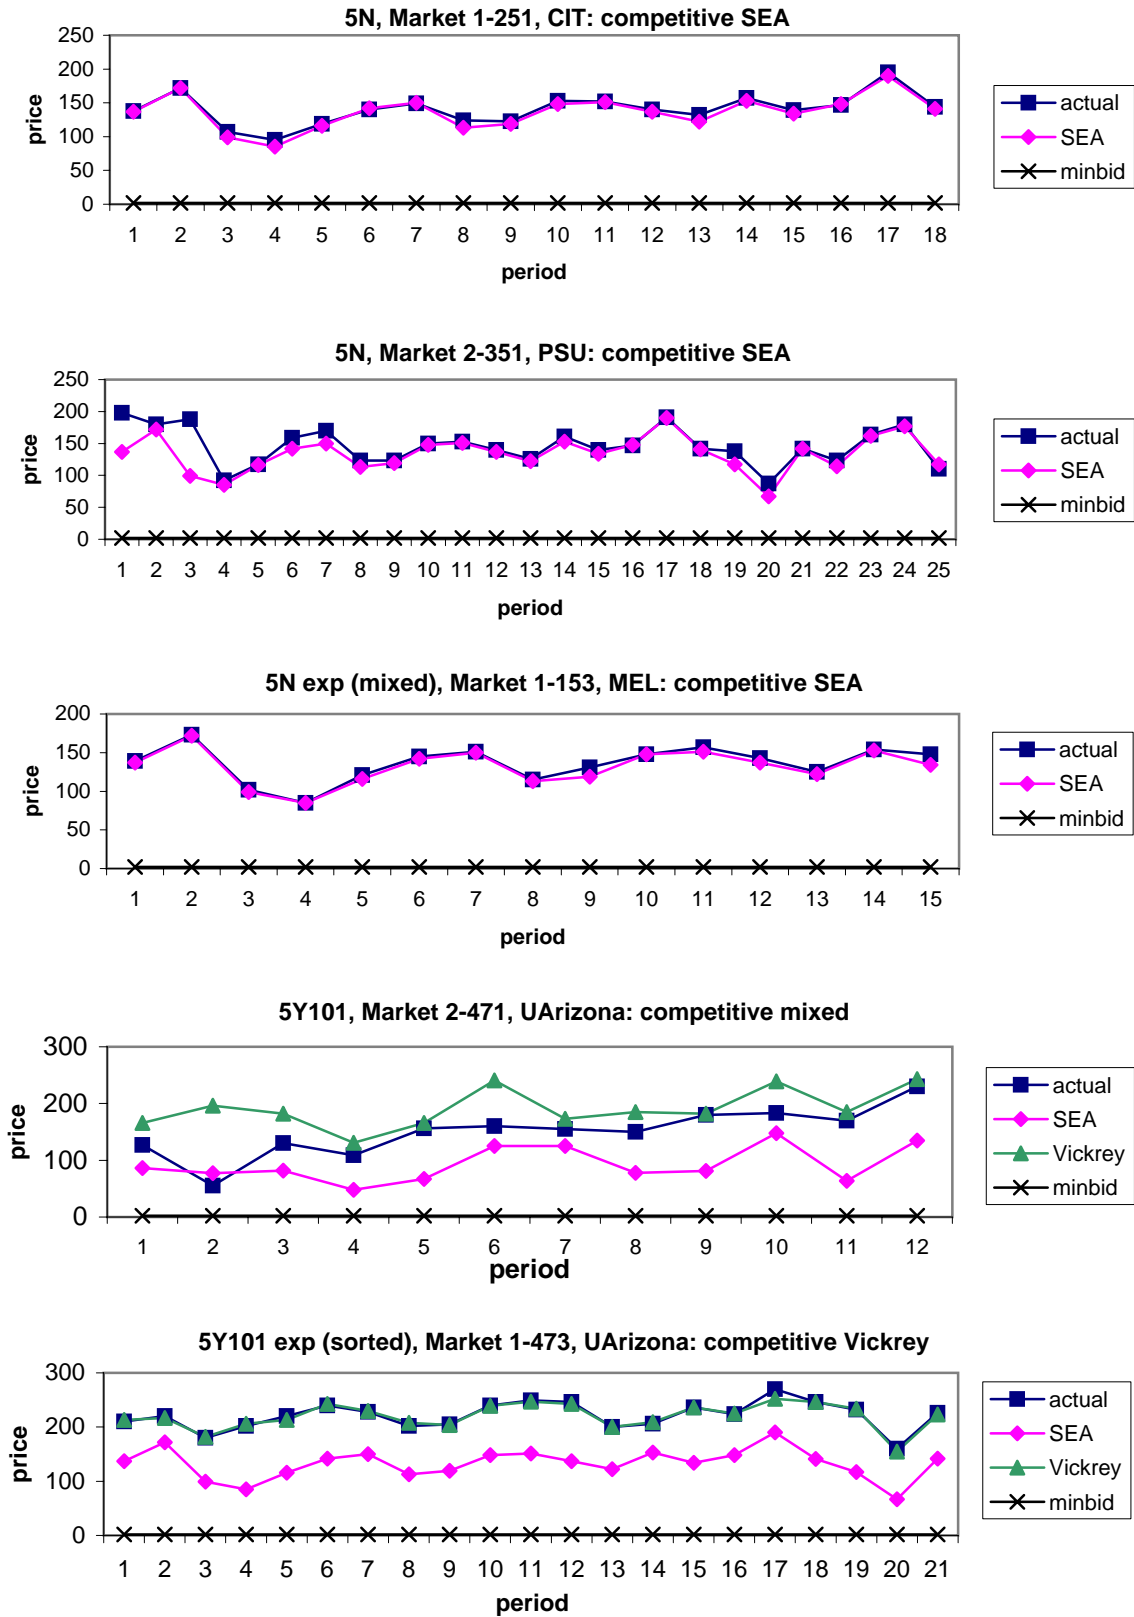 5N, Market 1-251, CIT: competitive SEA
250
200
150
100
50
0
price
1 2 3 4 5 6 7 8 9 10 11 12 13 14 15 16 17 18
period
actual
SEA
minbid
5N, Market 2-351, PSU: competitive SEA
250
200
150
100
50
0
price
1 2 3 4 5 6 7 8 9 10 11 12 13 14 15 16 17 18 19 20 21 22 23 24 25
period
actual
SEA
minbid
5N exp (mixed), Market 1-153, MEL: competitive SEA
200
150
100
50
0
price
1 2 3 4 5 6 7 8 9 10 11 12 13 14 15
period
actual
SEA
minbid
5Y101, Market 2-471, UArizona: competitive mixed
300
200
100
0
price
1 2 3 4 5 6 7 8 9 10 11 12
period
actual
SEA
Vickrey
minbid
5Y101 exp (sorted), Market 1-473, UArizona: competitive Vickrey
300
200
100
0
price
1 2 3 4 5 6 7 8 9 10 11 12 13 14 15 16 17 18 19 20 21
period
actual
SEA
Vickrey
minbid